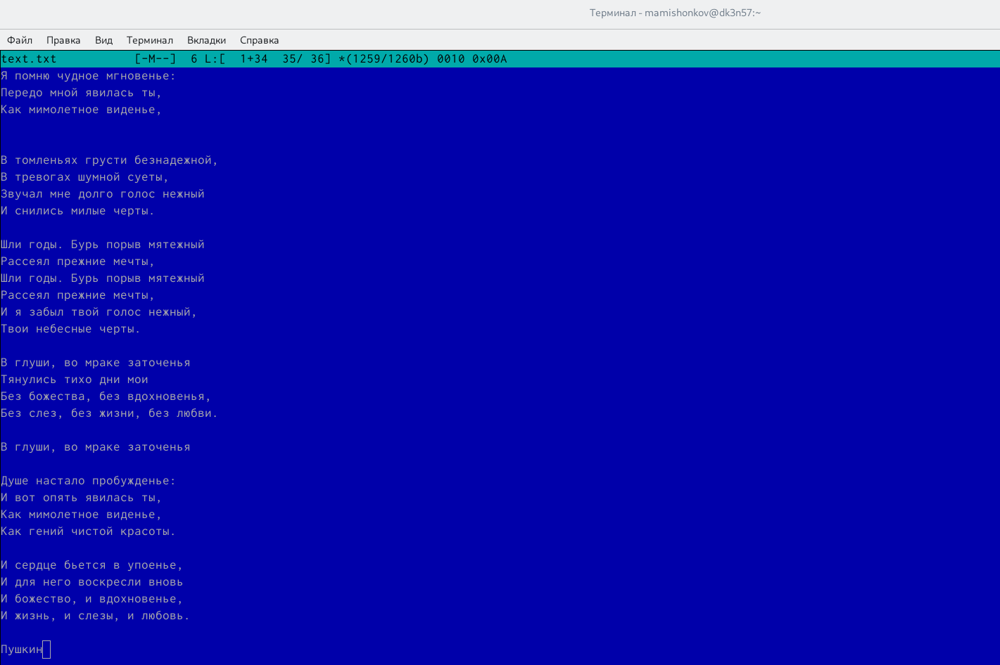 Терминал - mamishonkov@dk3n57:~
Файл Правка Вид Терминал Вкладки Справка
text.txt [-M--] 6 L:[ 1+34 35/ 36] *(1259/1260b) 0010 0x00A
Я помню чудное мгновенье:
Передо мной явилась ты,
Как мимолетное виденье,
В томленьях грусти безнадежной,
В тревогах шумной суеты,
Звучал мне долго голос нежный
И снились милые черты.
Шли годы. Бурь порыв мятежный
Рассеял прежние мечты,
Шли годы. Бурь порыв мятежный
Рассеял прежние мечты,
И я забыл твой голос нежный,
Твои небесные черты.
В глуши, во мраке заточенья
Тянулись тихо дни мои
Без божества, без вдохновенья,
Без слез, без жизни, без любви.
В глуши, во мраке заточенья
Душе настало пробужденье:
И вот опять явилась ты,
Как мимолетное виденье,
Как гений чистой красоты.
И сердце бьется в упоенье,
И для него воскресли вновь
И божество, и вдохновенье,
И жизнь, и слезы, и любовь.
Пушкин